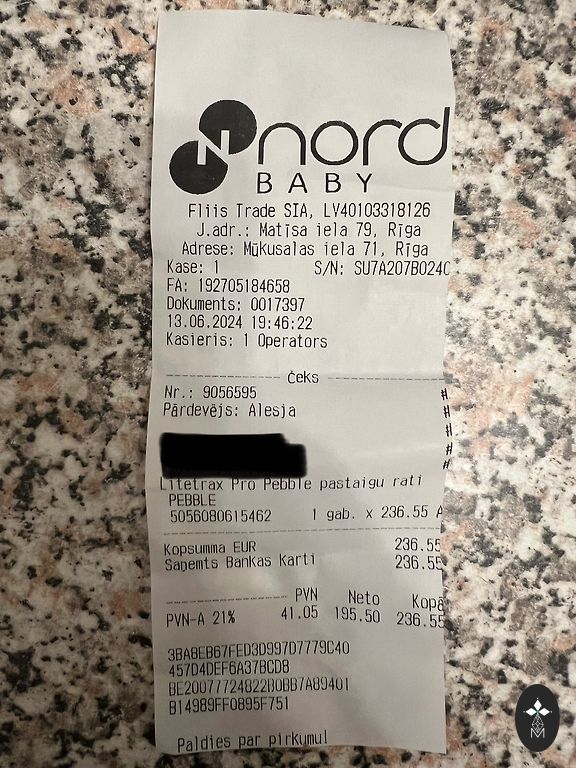 N nord
BABY
Fliis Trade SIA, LV40103318126
J.adr.: Matīsa iela 79, Rīga
Adrese: Mūkusalas iela 71, Rīga
Kase: 1 S/N: SU7A207B0240
FA: 192705184658
Dokuments: 0017397
13.06.2024 19:46:22
Kasieris: 1 Operators
čeks
Nr.: 9056595 #
Pārdevējs: Alesja #
#
#
#
Litetrax Pro Pebble pastaigu rati
PEBBLE
5056080615462 1 gab. x 236.55 A
Kopsumma EUR 236.55
Saņemts Bankas Karti 236.55
PVN Neto Kopā
PVN-A 21% 41.05 195.50 236.55
3BA8EB67FED3D997D7779C40
457D4DEF6A37BCD8
BE20077724822B0BB7A89401
B14989FF0895F751
Paldies par pirkumu!
M